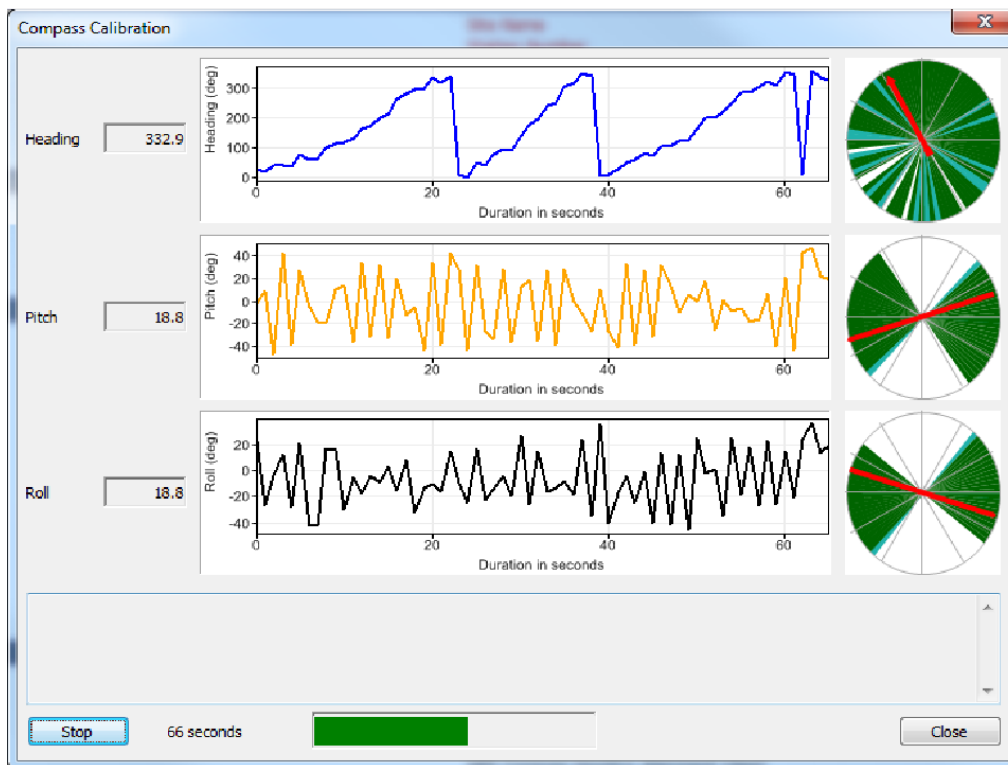 Compass Calibration
Heading 332.9
Heading (deg)
300
200
100
0
0 20 40 60
Duration in seconds
Pitch 18.8
Pitch (deg)
40
20
0
-20
-40
0 20 40 60
Duration in seconds
Roll 18.8
Roll (deg)
20
0
-20
-40
0 20 40 60
Duration in seconds
Stop 66 seconds Close